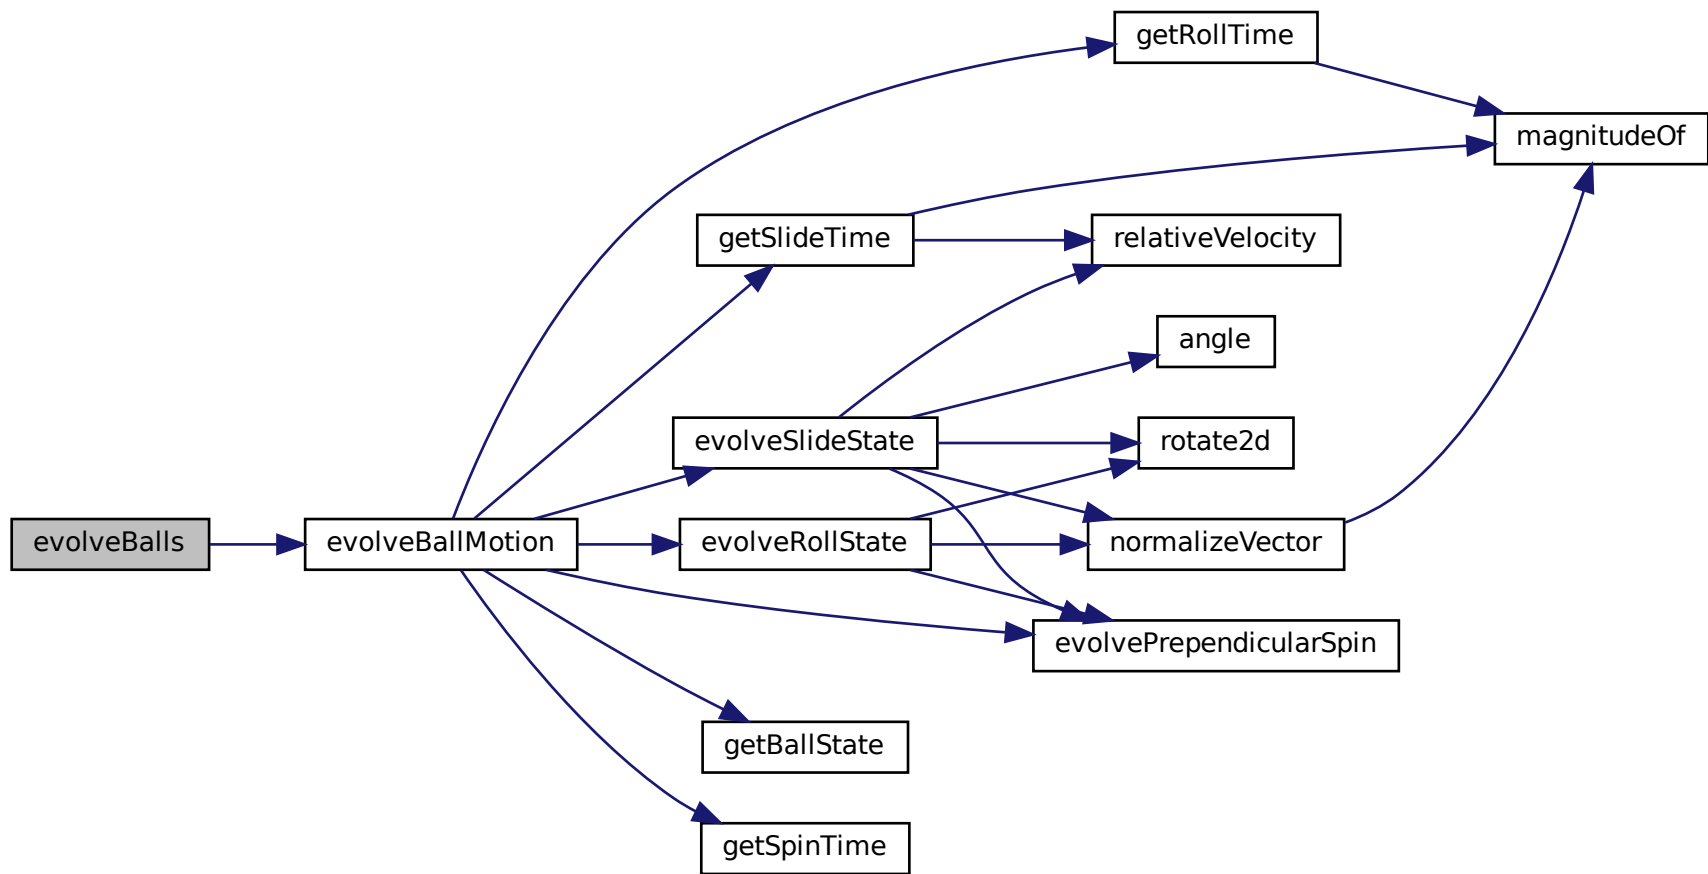 getRollTime
magnitudeOf
getSlideTime
relativeVelocity
angle
evolveSlideState
rotate2d
evolveBalls
evolveBallMotion
evolveRollState
normalizeVector
evolvePrependicularSpin
getBallState
getSpinTime